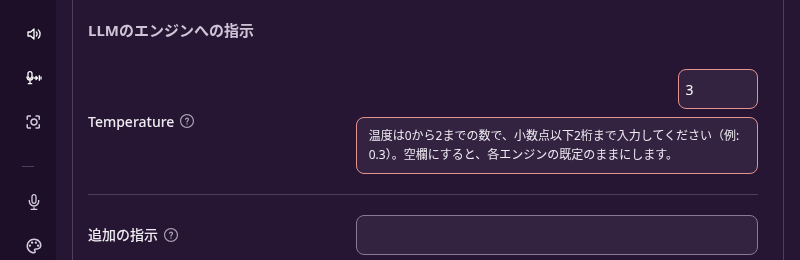 LLMのエンジンへの指示
3
Temperature
温度は0から2までの数で、小数点以下2桁まで入力してください（例:
0.3）。空欄にすると、各エンジンの既定のままにします。
追加の指示